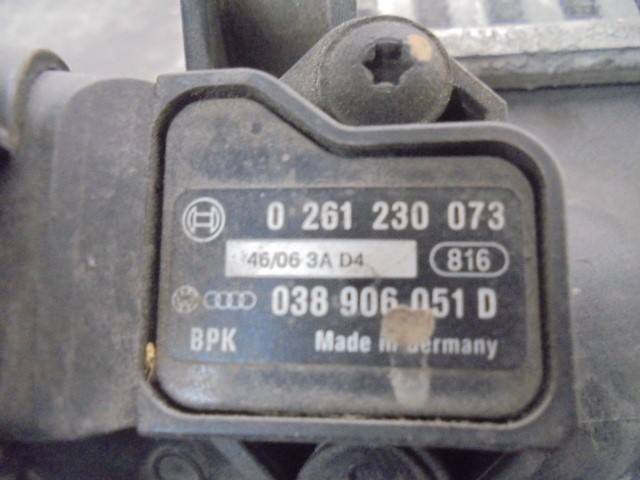 0 261 230 073
46/06 3A D4 816
038 906 051 D
BPK Made in Germany